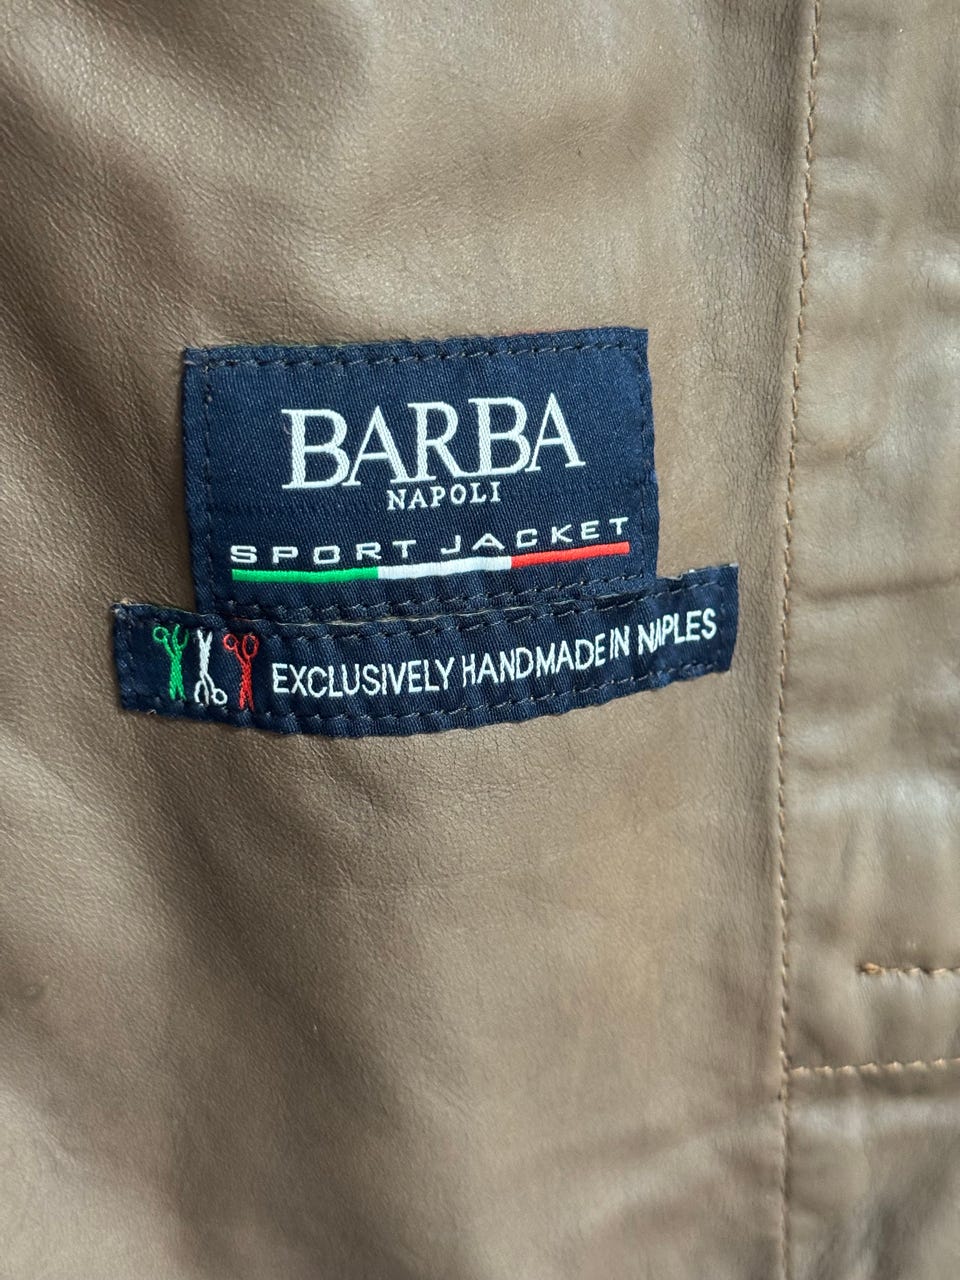 BARBA
NAPOLI
SPORT JACKET
EXCLUSIVELY HANDMADE IN NAPLES